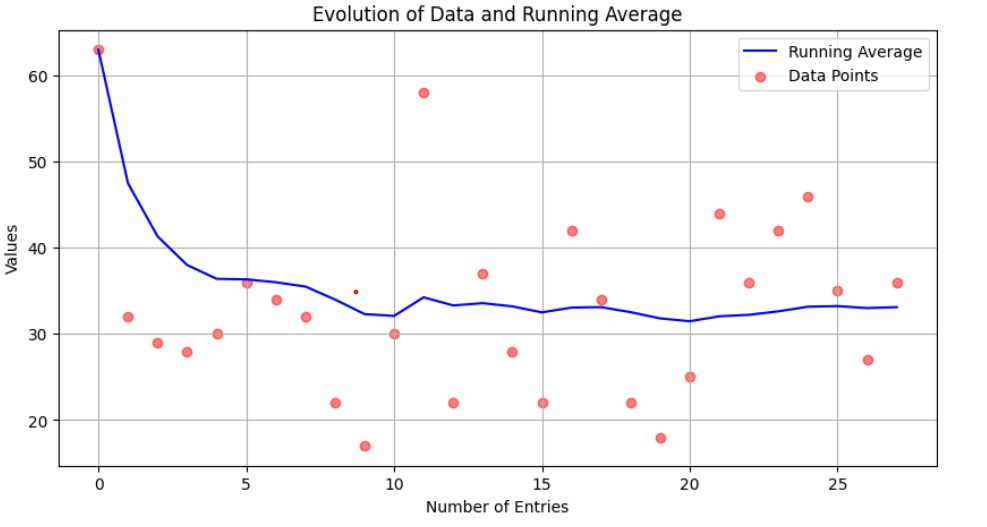 Evolution of Data and Running Average
Running Average
Data Points
60
50
40
30
20
Values
0 5 10 15 20 25
Number of Entries